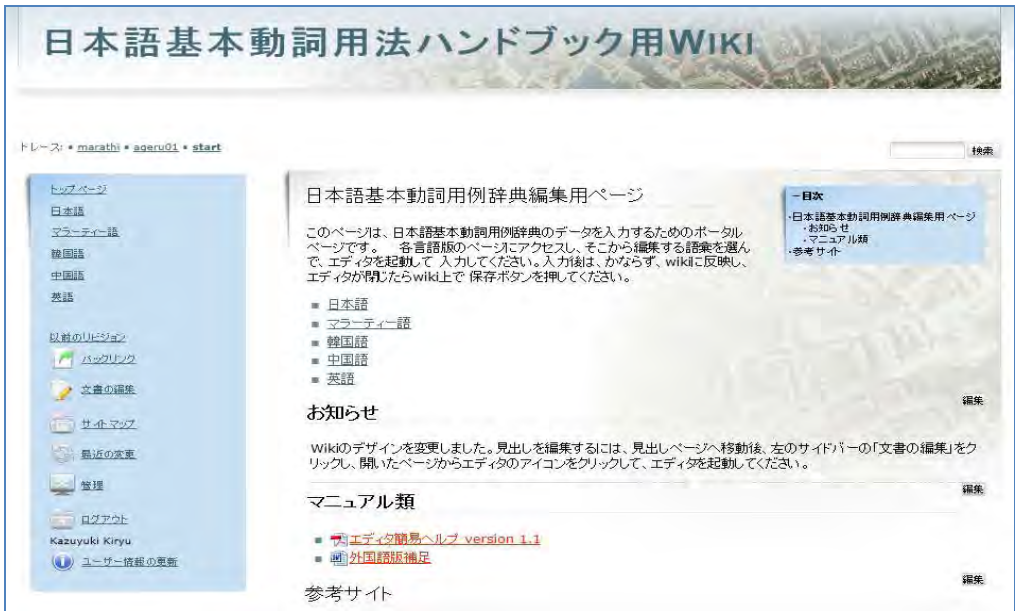 日本語基本動詞用法ハンドブック用WIKI
トレース: • marathi • ageru01 • start
検索
トップページ
日本語
マラーティー語
韓国語
中国語
英語
以前のリビジョン
バックリンク
文書の編集
サイトマップ
最近の変更
管理
ログアウト
Kazuyuki Kiryu
ユーザー情報の更新
日本語基本動詞用例辞典編集用ページ
このページは、日本語基本動詞用例辞典のデータを入力するためのポータル
ページです。 各言語版のページにアクセスし、そこから編集する語彙を選ん
で、エディタを起動して 入力してください。入力後は、かならず、wikiに反映し、
エディタが閉じたらwiki上で 保存ボタンを押してください。
日本語
マラーティー語
韓国語
中国語
英語
編集
お知らせ
Wikiのデザインを変更しました。見出しを編集するには、見出しページへ移動後、左のサイドバーの「文書の編集」をク
リックし、開いたページからエディタのアイコンをクリックして、エディタを起動してください。
編集
マニュアル類
エディタ簡易ヘルプ version 1.1
外国語版補足
編集
参考サイト
−目次
・日本語基本動詞用例辞典編集用ページ
・お知らせ
・マニュアル類
・参考サイト